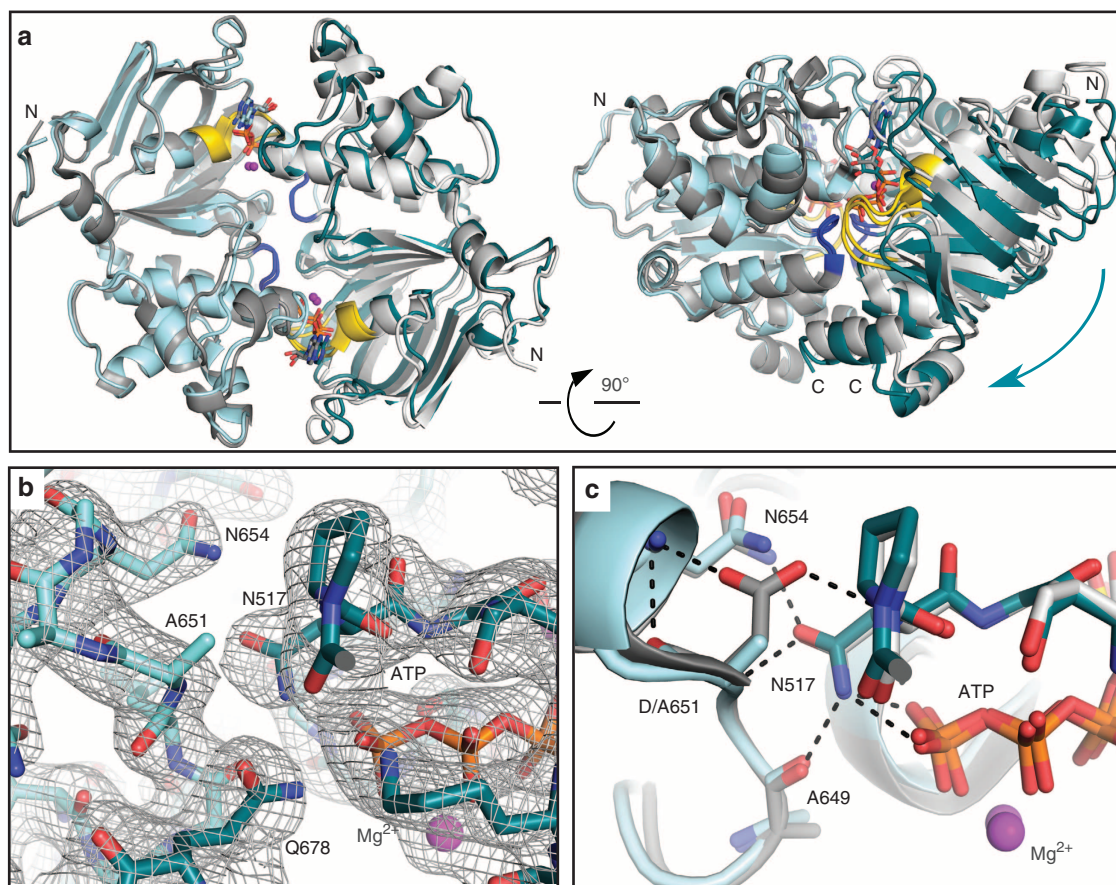 a
N
N
N
N
90°
C
C
b
N654
A651
N517
ATP
Mg2+
Q678
c
N654
N517
D/A651
ATP
A649
Mg2+